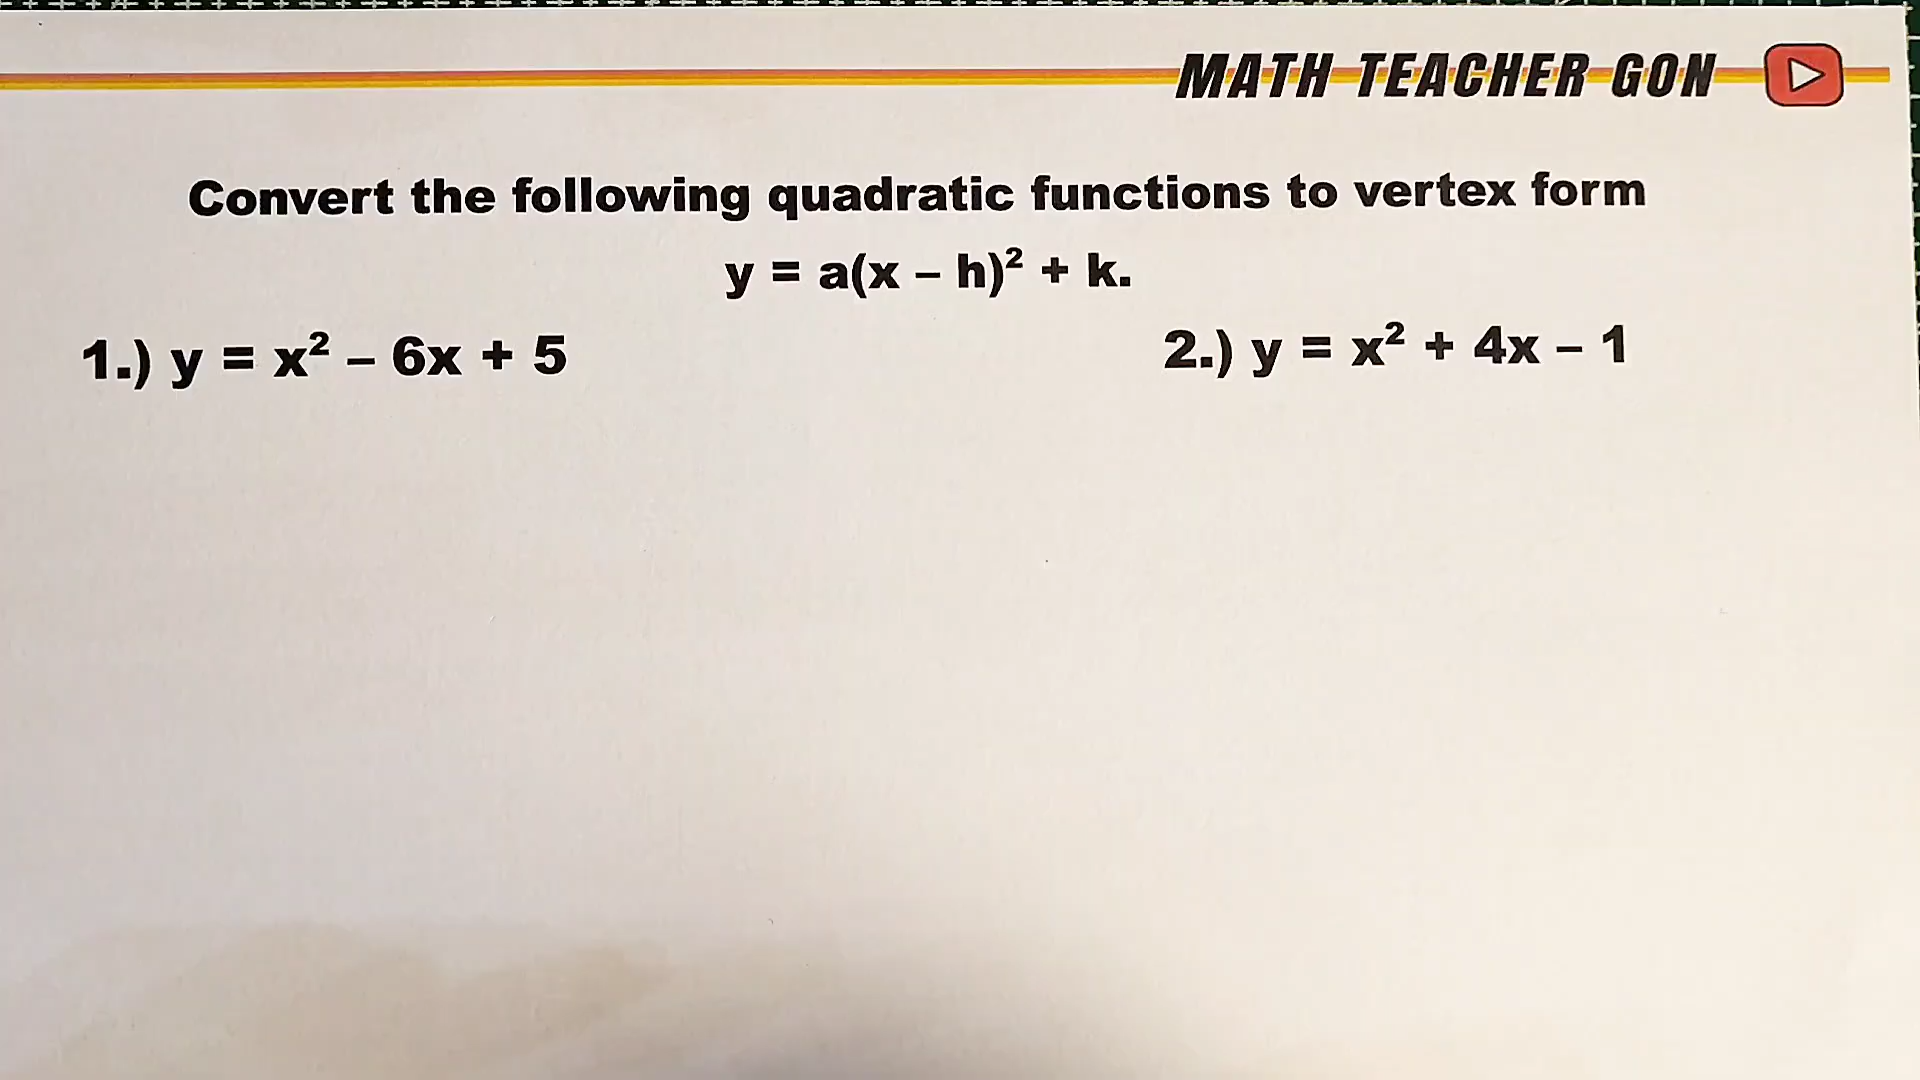 MATH TEACHER GON
Convert the following quadratic functions to vertex form
y = a(x – h)² + k.
1.) y = x² – 6x + 5
2.) y = x² + 4x – 1